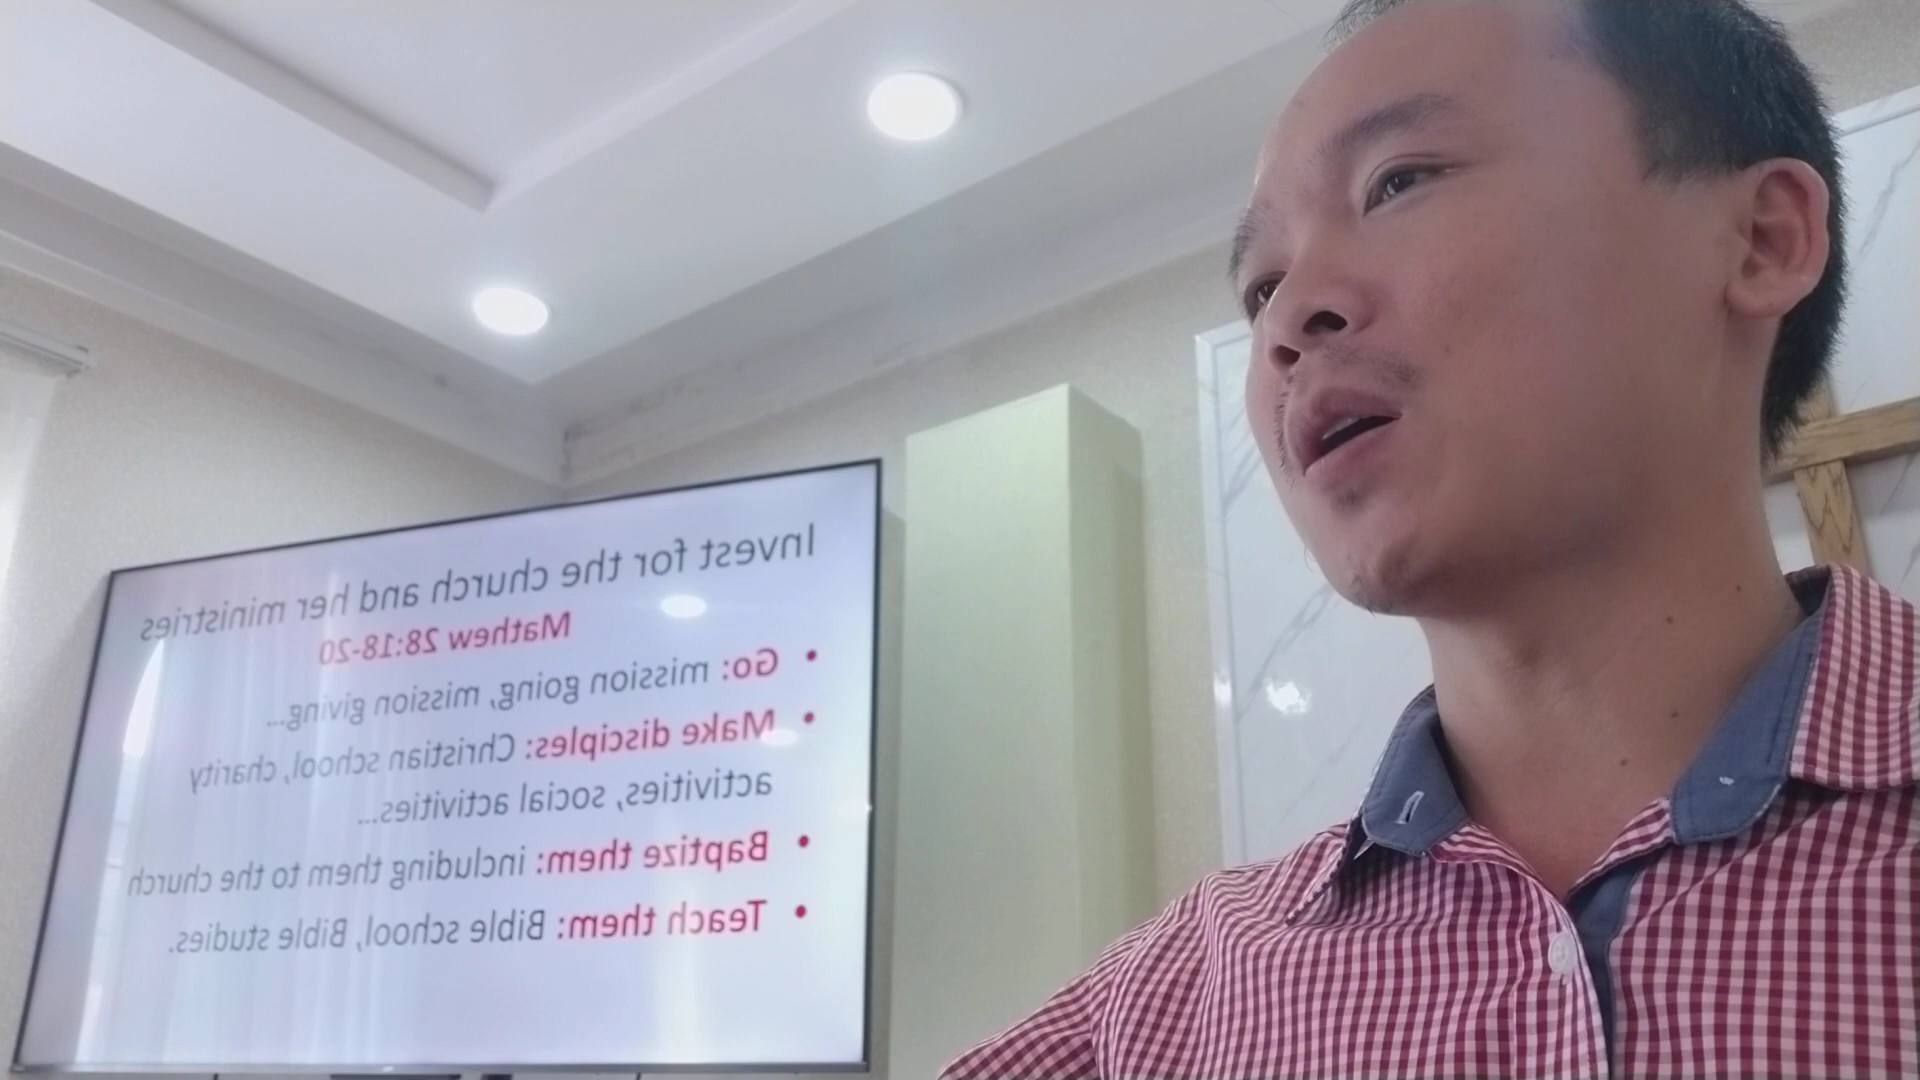 Invest for the church and her ministries
Mathew 28:18-20
• Go: mission going, mission giving...
• Make disciples: Christian school, charity
activities, social activities...
• Baptize them: including them to the church
• Teach them: Bible school, Bible studies.